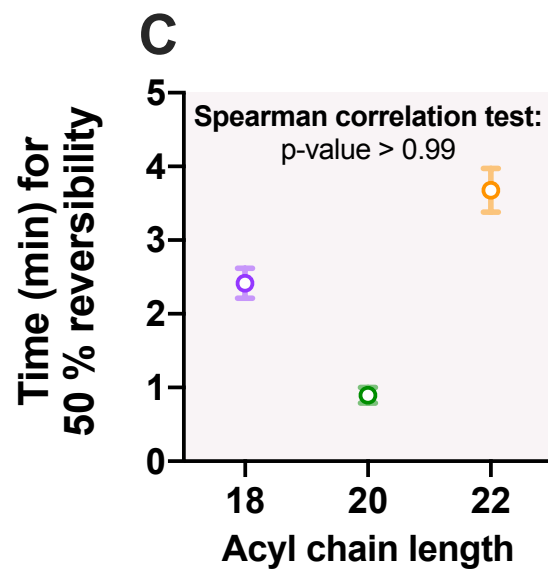 C
Spearman correlation test:
p-value > 0.99
Time (min) for
50 % reversibility
5
4
3
2
1
0
18 20 22
Acyl chain length